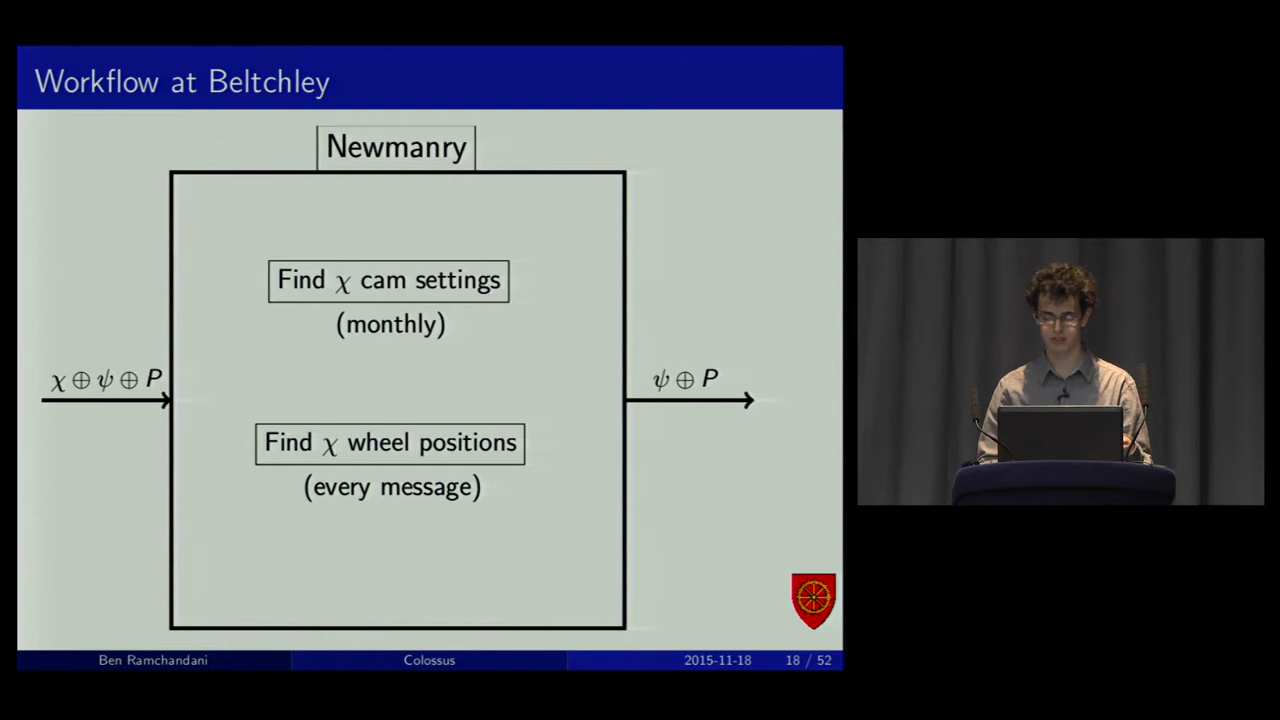 Workflow at Beltchley
Newmanry
Find χ cam settings
(monthly)
χ ⊕ ψ ⊕ P
ψ ⊕ P
Find χ wheel positions
(every message)
Ben Ramchandani
Colossus
2015-11-18
18 / 52